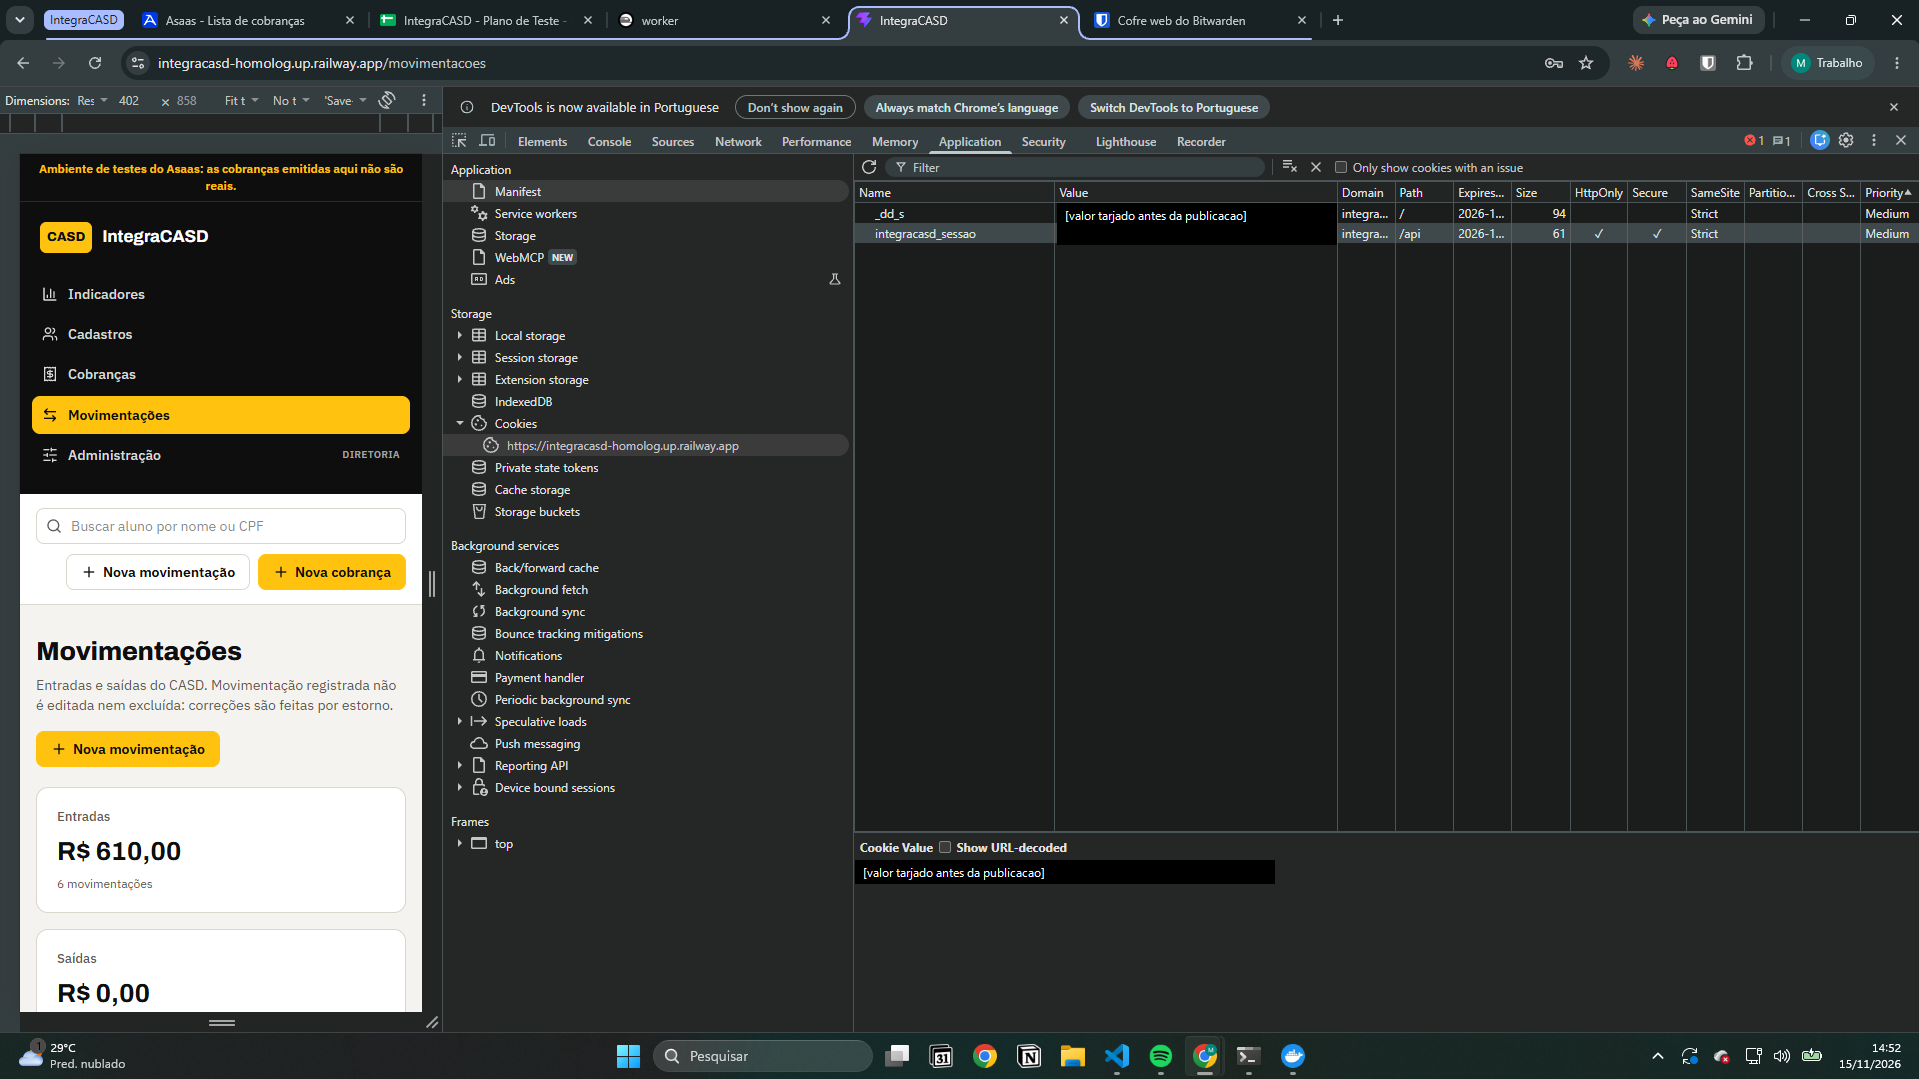 IntegraCASD
Asaas - Lista de cobranças
IntegraCASD - Plano de Teste -
worker
IntegraCASD
Cofre web do Bitwarden
Peça ao Gemini
integracasd-homolog.up.railway.app/movimentacoes
M Trabalho
Dimensions: Res 402 × 858 Fit t No t 'Save
DevTools is now available in Portuguese
Don't show again
Always match Chrome's language
Switch DevTools to Portuguese
Elements Console Sources Network Performance Memory Application Security Lighthouse Recorder
1 1
Ambiente de testes do Asaas: as cobranças emitidas aqui não são
reais.
CASD IntegraCASD
Indicadores
Cadastros
Cobranças
Movimentações
Administração DIRETORIA
Buscar aluno por nome ou CPF
+ Nova movimentação
+ Nova cobrança
Movimentações
Entradas e saídas do CASD. Movimentação registrada não
é editada nem excluída: correções são feitas por estorno.
+ Nova movimentação
Entradas
R$ 610,00
6 movimentações
Saídas
R$ 0,00
Application
Manifest
Service workers
Storage
WebMCP NEW
Ads
Storage
Local storage
Session storage
Extension storage
IndexedDB
Cookies
https://integracasd-homolog.up.railway.app
Private state tokens
Cache storage
Storage buckets
Background services
Back/forward cache
Background fetch
Background sync
Bounce tracking mitigations
Notifications
Payment handler
Periodic background sync
Speculative loads
Push messaging
Reporting API
Device bound sessions
Frames
top
Filter
Only show cookies with an issue
Name Value Domain Path Expires... Size HttpOnly Secure SameSite Partitio... Cross S... Priority
_dd_s [valor tarjado antes da publicacao] integra... / 2026-1... 94 Strict Medium
integracasd_sessao integra... /api 2026-1... 61 ✓ ✓ Strict Medium
Cookie Value Show URL-decoded
[valor tarjado antes da publicacao]
1
29°C
Pred. nublado
Pesquisar
31
14:52
15/11/2026